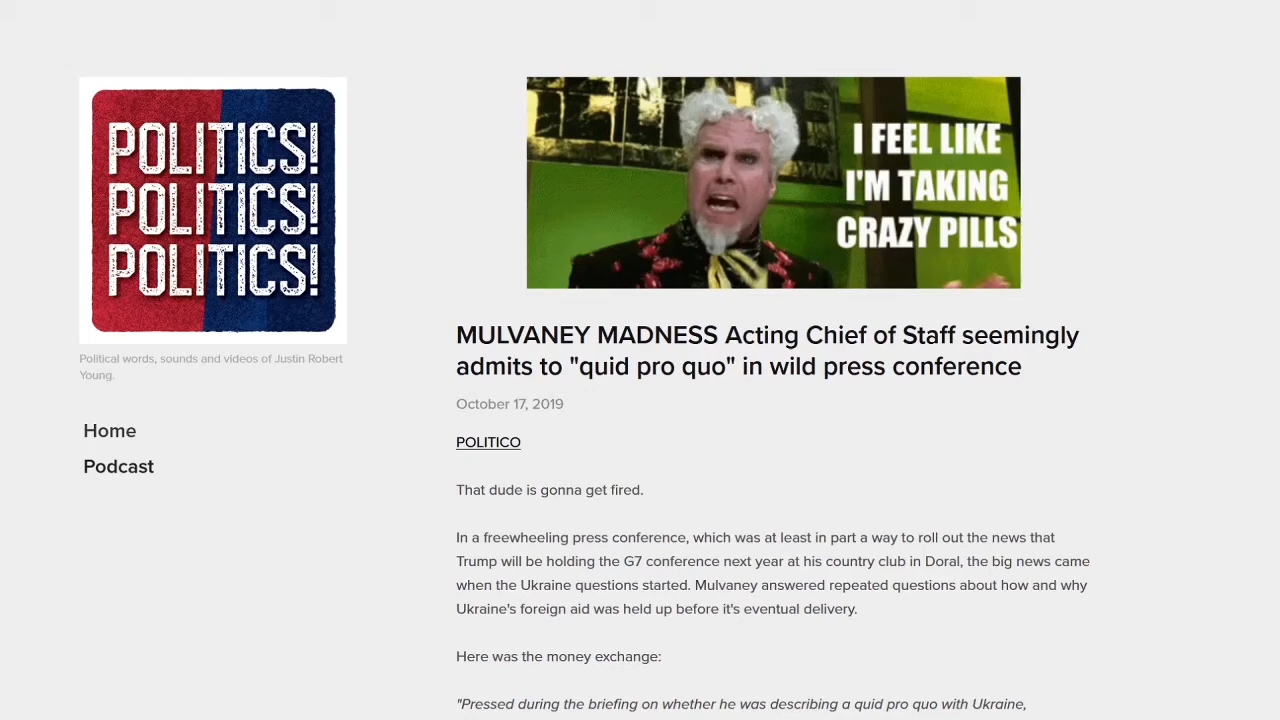 POLITICS!
POLITICS!
POLITICS!
Political words, sounds and videos of Justin Robert
Young.
Home
Podcast
I FEEL LIKE
I'M TAKING
CRAZY PILLS
MULVANEY MADNESS Acting Chief of Staff seemingly
admits to "quid pro quo" in wild press conference
October 17, 2019
POLITICO
That dude is gonna get fired.
In a freewheeling press conference, which was at least in part a way to roll out the news that
Trump will be holding the G7 conference next year at his country club in Doral, the big news came
when the Ukraine questions started. Mulvaney answered repeated questions about how and why
Ukraine's foreign aid was held up before it's eventual delivery.
Here was the money exchange:
"Pressed during the briefing on whether he was describing a quid pro quo with Ukraine,